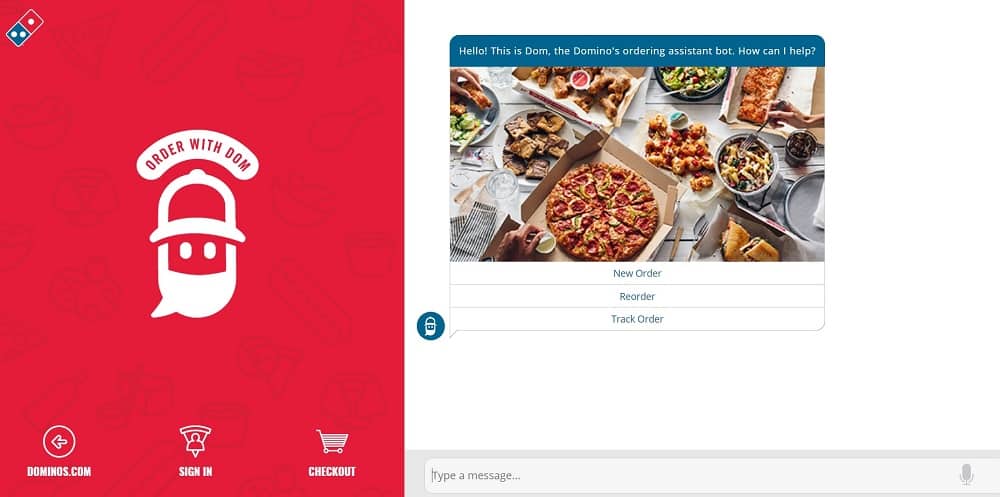 ORDER WITH DOM
DOMINOS.COM
SIGN IN
CHECKOUT
Hello! This is Dom, the Domino's ordering assistant bot. How can I help?
New Order
Reorder
Track Order
Type a message...